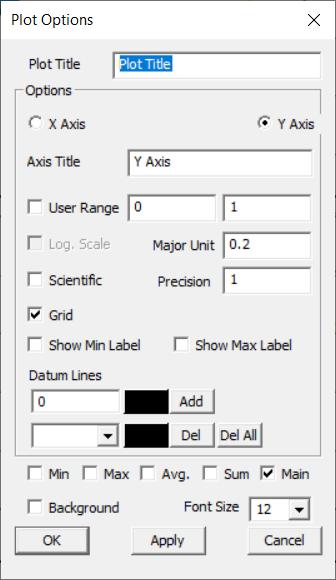 Plot Options
Plot Title Plot Title
Options
X Axis Y Axis
Axis Title Y Axis
User Range 0 1
Log. Scale Major Unit 0.2
Scientific Precision 1
Grid
Show Min Label Show Max Label
Datum Lines
0 Add
Del Del All
Min Max Avg. Sum Main
Background Font Size 12
OK Apply Cancel